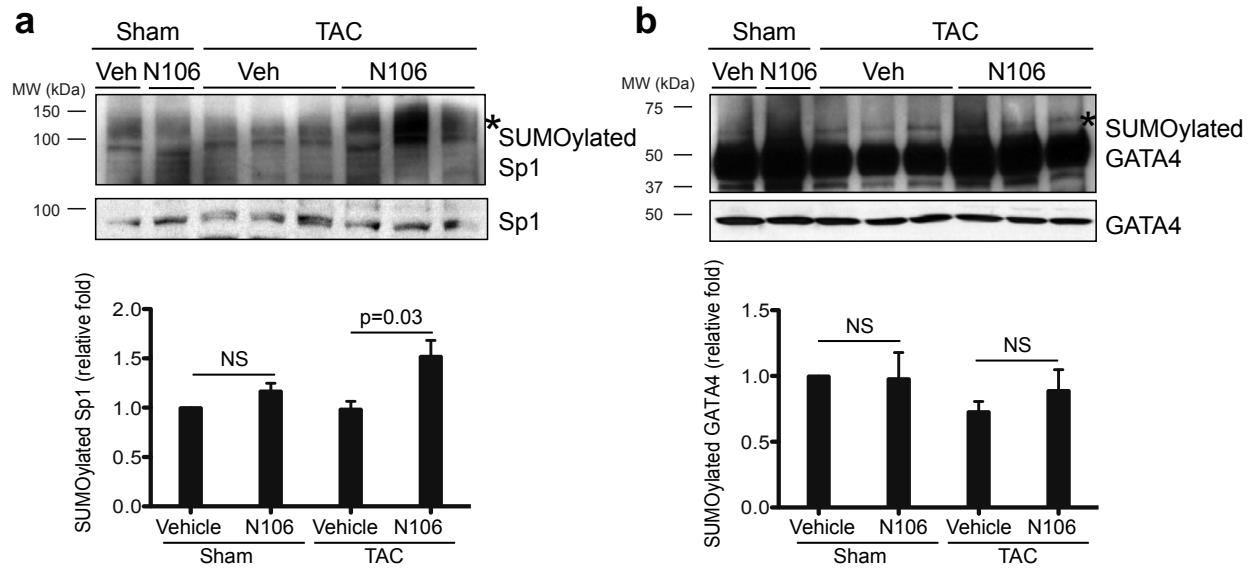 a
Sham TAC
Veh N106 Veh N106
MW (kDa)
150
100
*
SUMOylated
Sp1
100
Sp1
SUMOylated Sp1 (relative fold)
2.0
1.5
1.0
0.5
0.0
NS
p=0.03
Vehicle N106 Vehicle N106
Sham TAC
b
Sham TAC
Veh N106 Veh N106
MW (kDa)
75
50
37
*
SUMOylated
GATA4
50
GATA4
SUMOylated GATA4 (relative fold)
1.5
1.0
0.5
0.0
NS
NS
Vehicle N106 Vehicle N106
Sham TAC